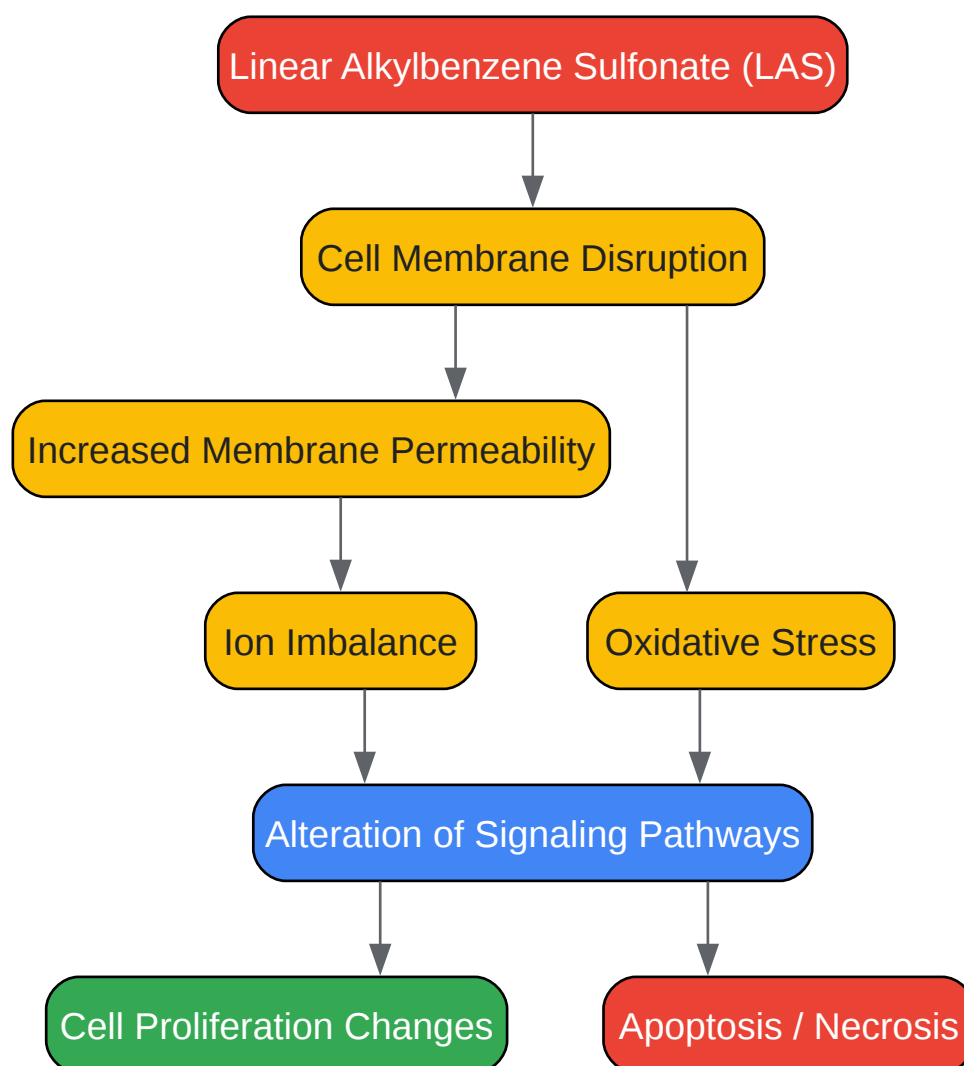 Linear Alkylbenzene Sulfonate (LAS)
Cell Membrane Disruption
Increased Membrane Permeability
Ion Imbalance
Oxidative Stress
Alteration of Signaling Pathways
Cell Proliferation Changes
Apoptosis / Necrosis